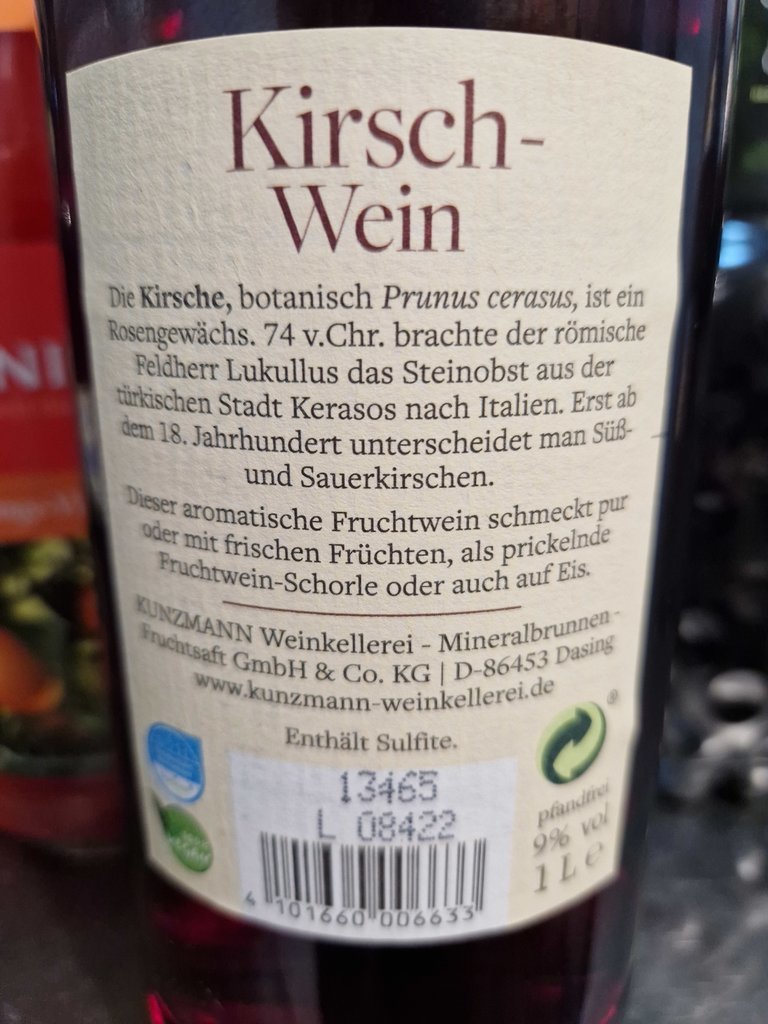 Kirsch-
Wein
Die Kirsche, botanisch Prunus cerasus, ist ein
Rosengewächs. 74 v.Chr. brachte der römische
Feldherr Lukullus das Steinobst aus der
türkischen Stadt Kerasos nach Italien. Erst ab
dem 18. Jahrhundert unterscheidet man Süß-
und Sauerkirschen.
Dieser aromatische Fruchtwein schmeckt pur
oder mit frischen Früchten, als prickelnde
Fruchtwein-Schorle oder auch auf Eis.
KUNZMANN Weinkellerei - Mineralbrunnen -
Fruchtsaft GmbH & Co. KG | D-86453 Dasing
www.kunzmann-weinkellerei.de
Enthält Sulfite.
®
13465
L 08422
4 101660 006633
pfandfrei
9% vol
1 L e
VEGAN
NI